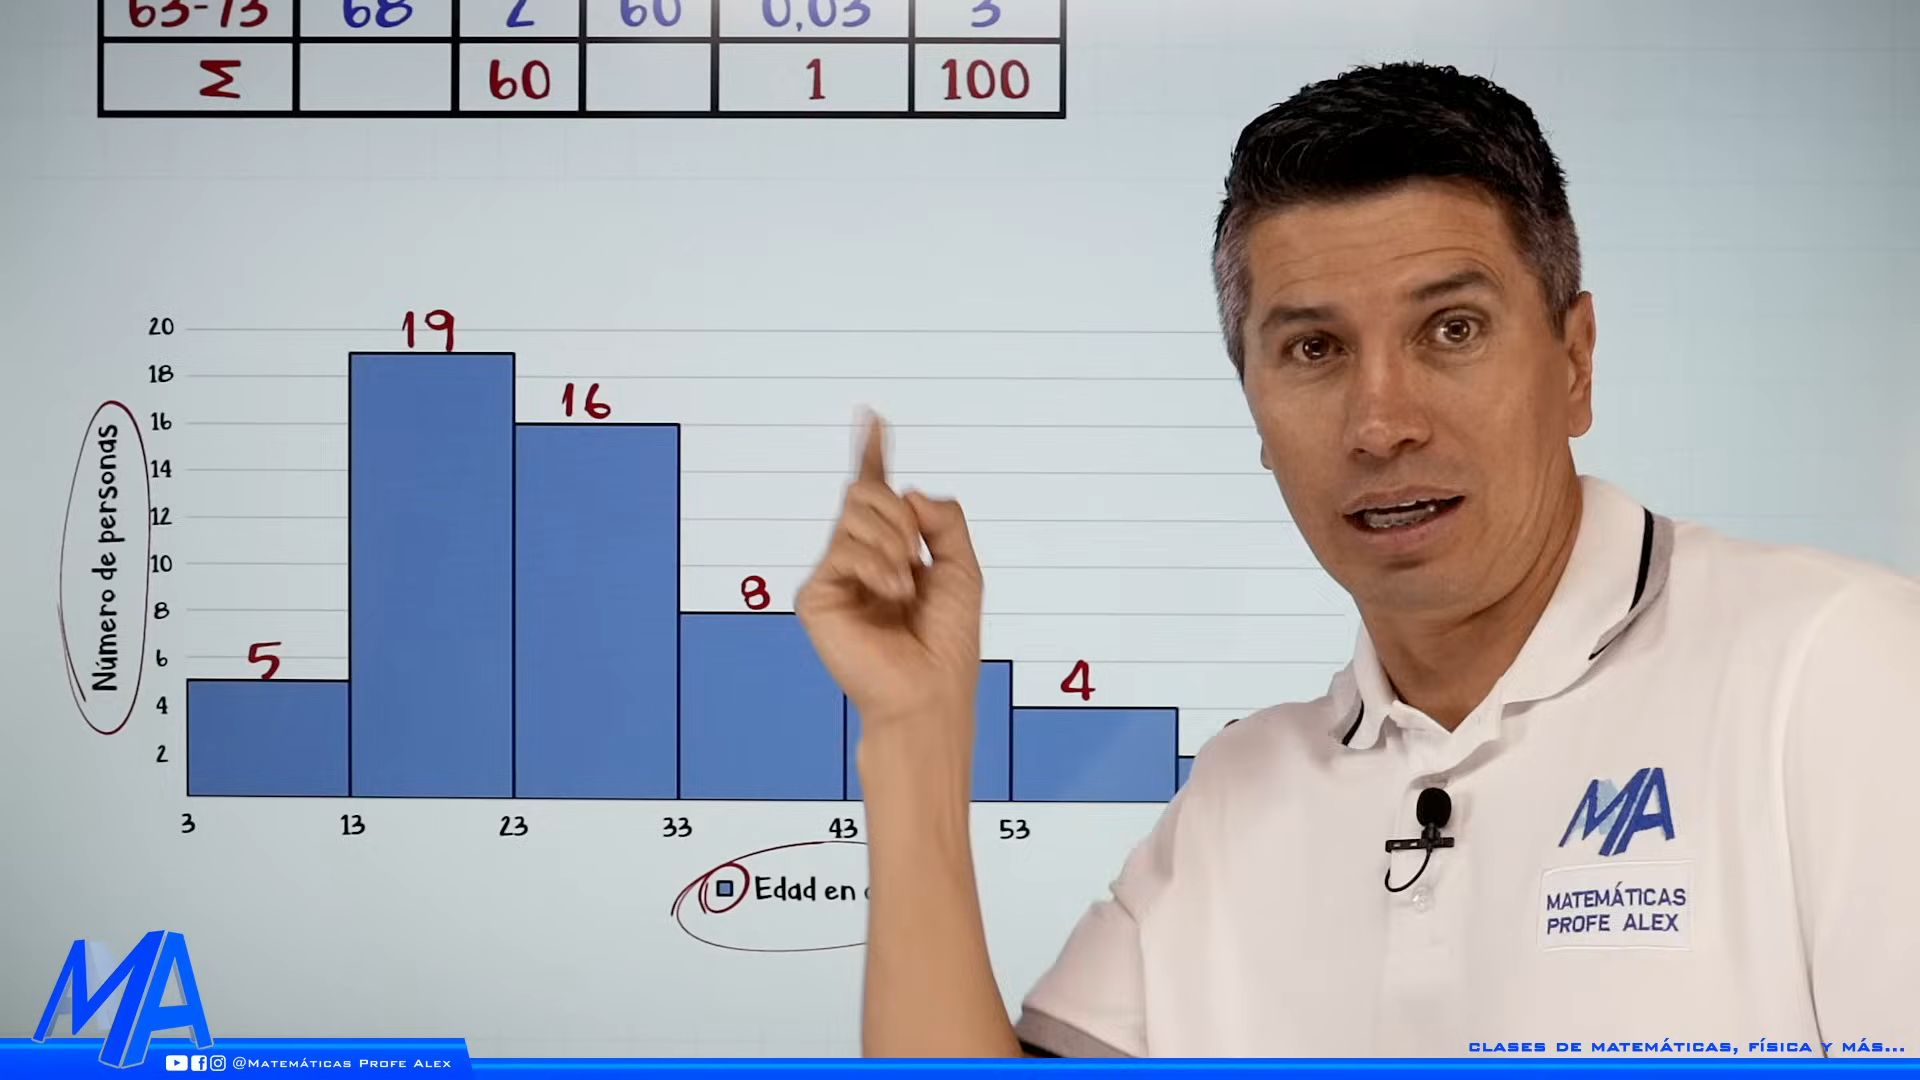 63-73 68 2 60 0,03 3
Σ 60 1 100
20
18
16
14
12
10
8
6
4
2
Número de personas
5
19
16
8
4
3 13 23 33 43 53
Edad en
MA
MATEMÁTICAS
PROFE ALEX
MA
@MATEMÁTICAS PROFE ALEX
CLASES DE MATEMÁTICAS, FÍSICA Y MÁS...